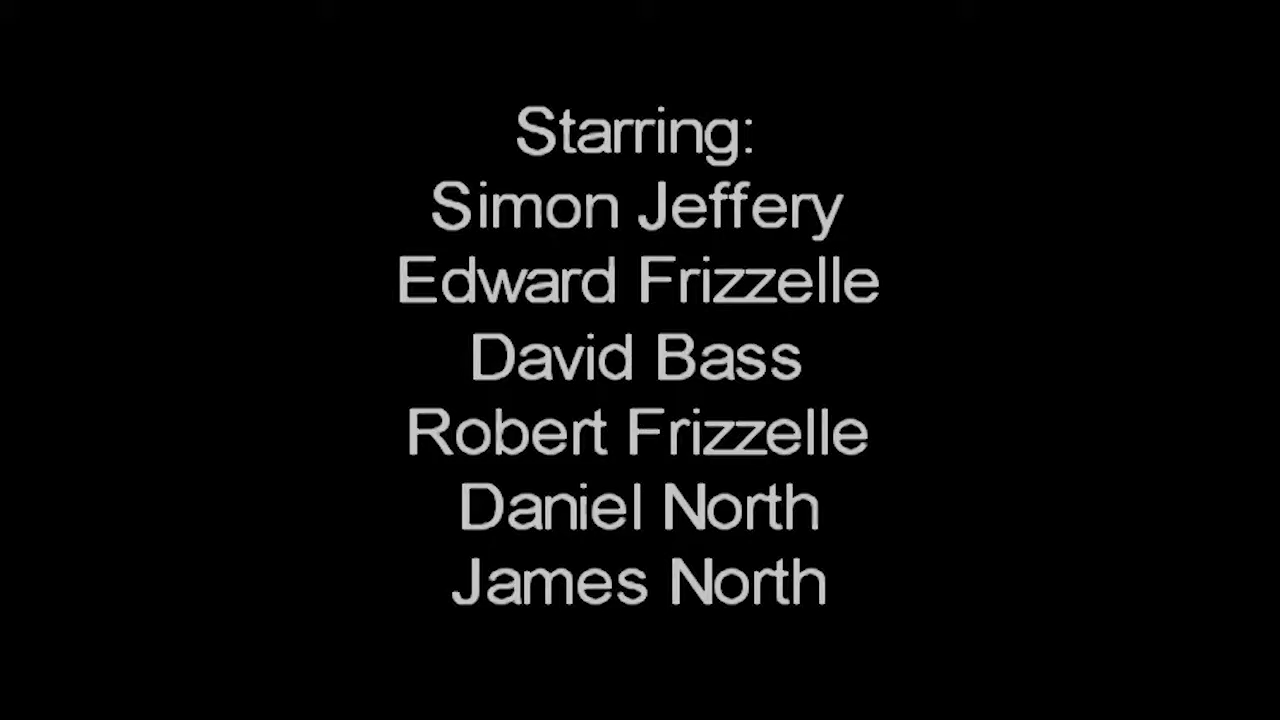 Starring:
Simon Jeffery
Edward Frizzelle
David Bass
Robert Frizzelle
Daniel North
James North